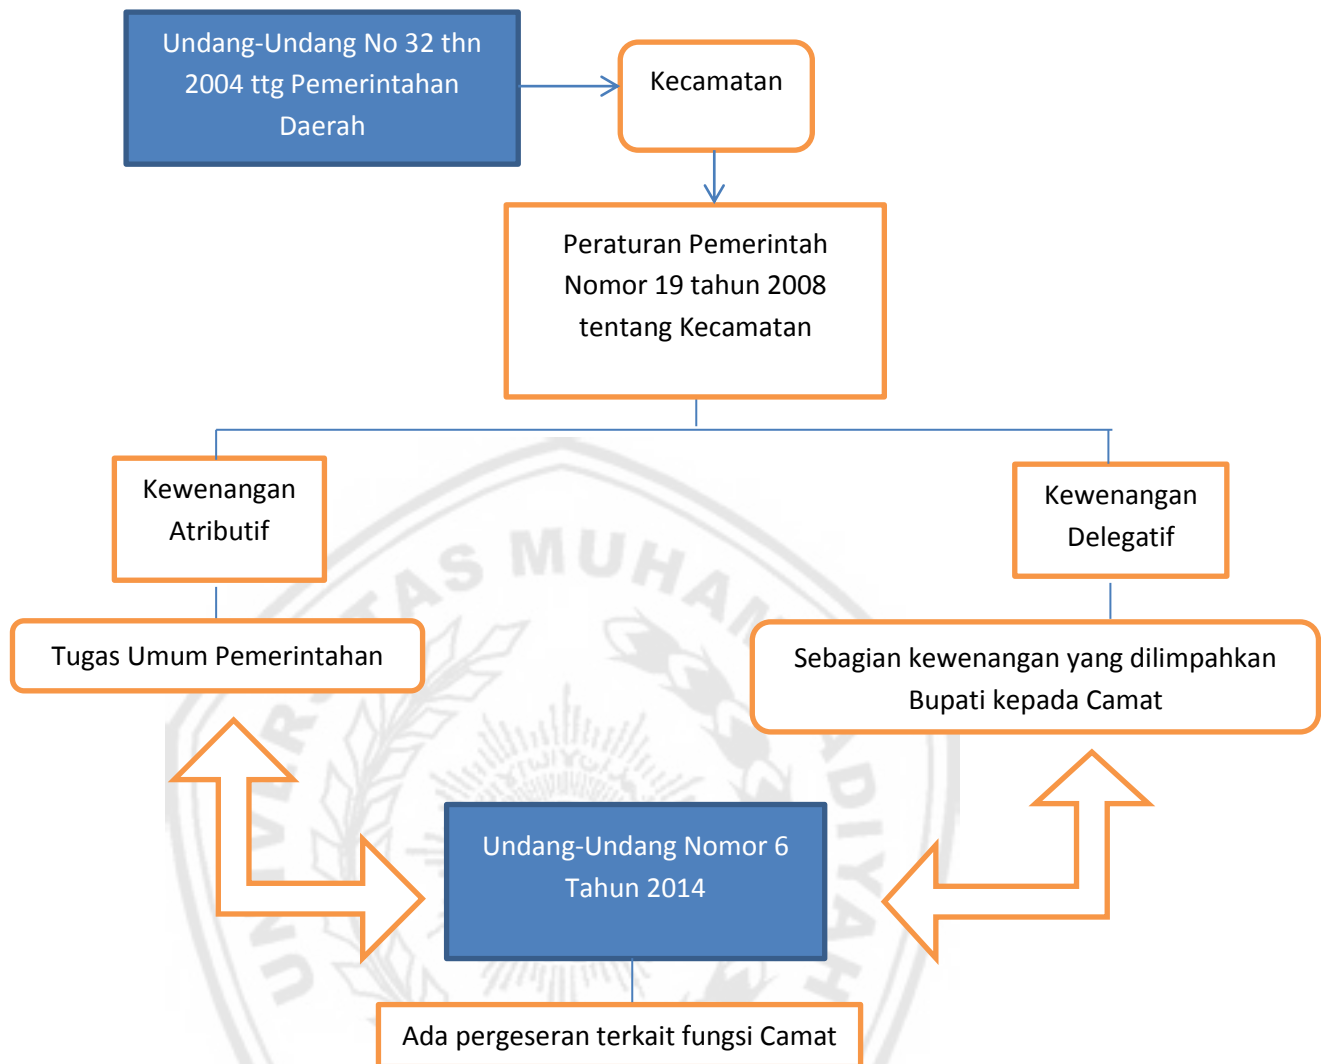 Undang-Undang No 32 thn
2004 ttg Pemerintahan
Daerah
Kecamatan
Peraturan Pemerintah
Nomor 19 tahun 2008
tentang Kecamatan
Kewenangan
Atributif
Kewenangan
Delegatif
Tugas Umum Pemerintahan
Sebagian kewenangan yang dilimpahkan
Bupati kepada Camat
Undang-Undang Nomor 6
Tahun 2014
Ada pergeseran terkait fungsi Camat
UNIVERSITAS MUHAMMADIYAH